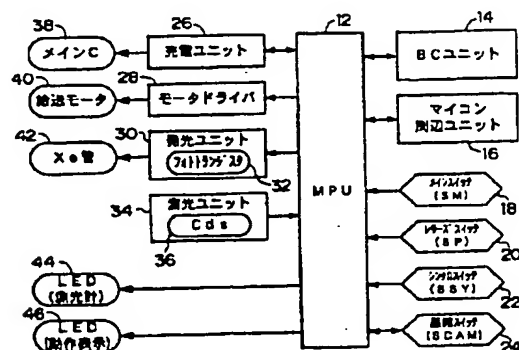 38
メインC
26
充電ユニット
12
MPU
14
BCユニット
40
給送モータ
28
モータドライバ
マイコン
周辺ユニット
16
42
Xe管
30
発光ユニット
フォトトランジスタ
32
メインスイッチ
(SM)
18
34
測光ユニット
Cds
36
レリーズスイッチ
(SP)
20
44
LED
(測光計)
シンクロスイッチ
(SSY)
22
46
LED
(動作表示)
(SCAM)
24